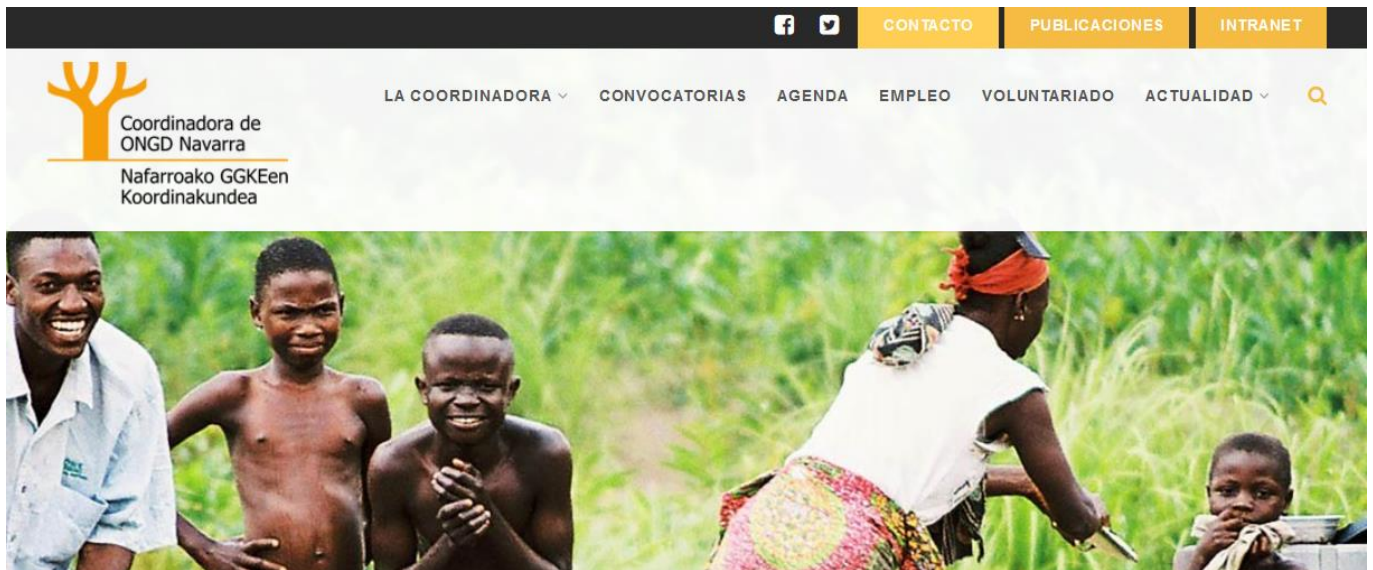 CONTACTO PUBLICACIONES INTRANET
LA COORDINADORA CONVOCATORIAS AGENDA EMPLEO VOLUNTARIADO ACTUALIDAD
Coordinadora de
ONGD Navarra
Nafarroako GGKEen
Koordinakundea